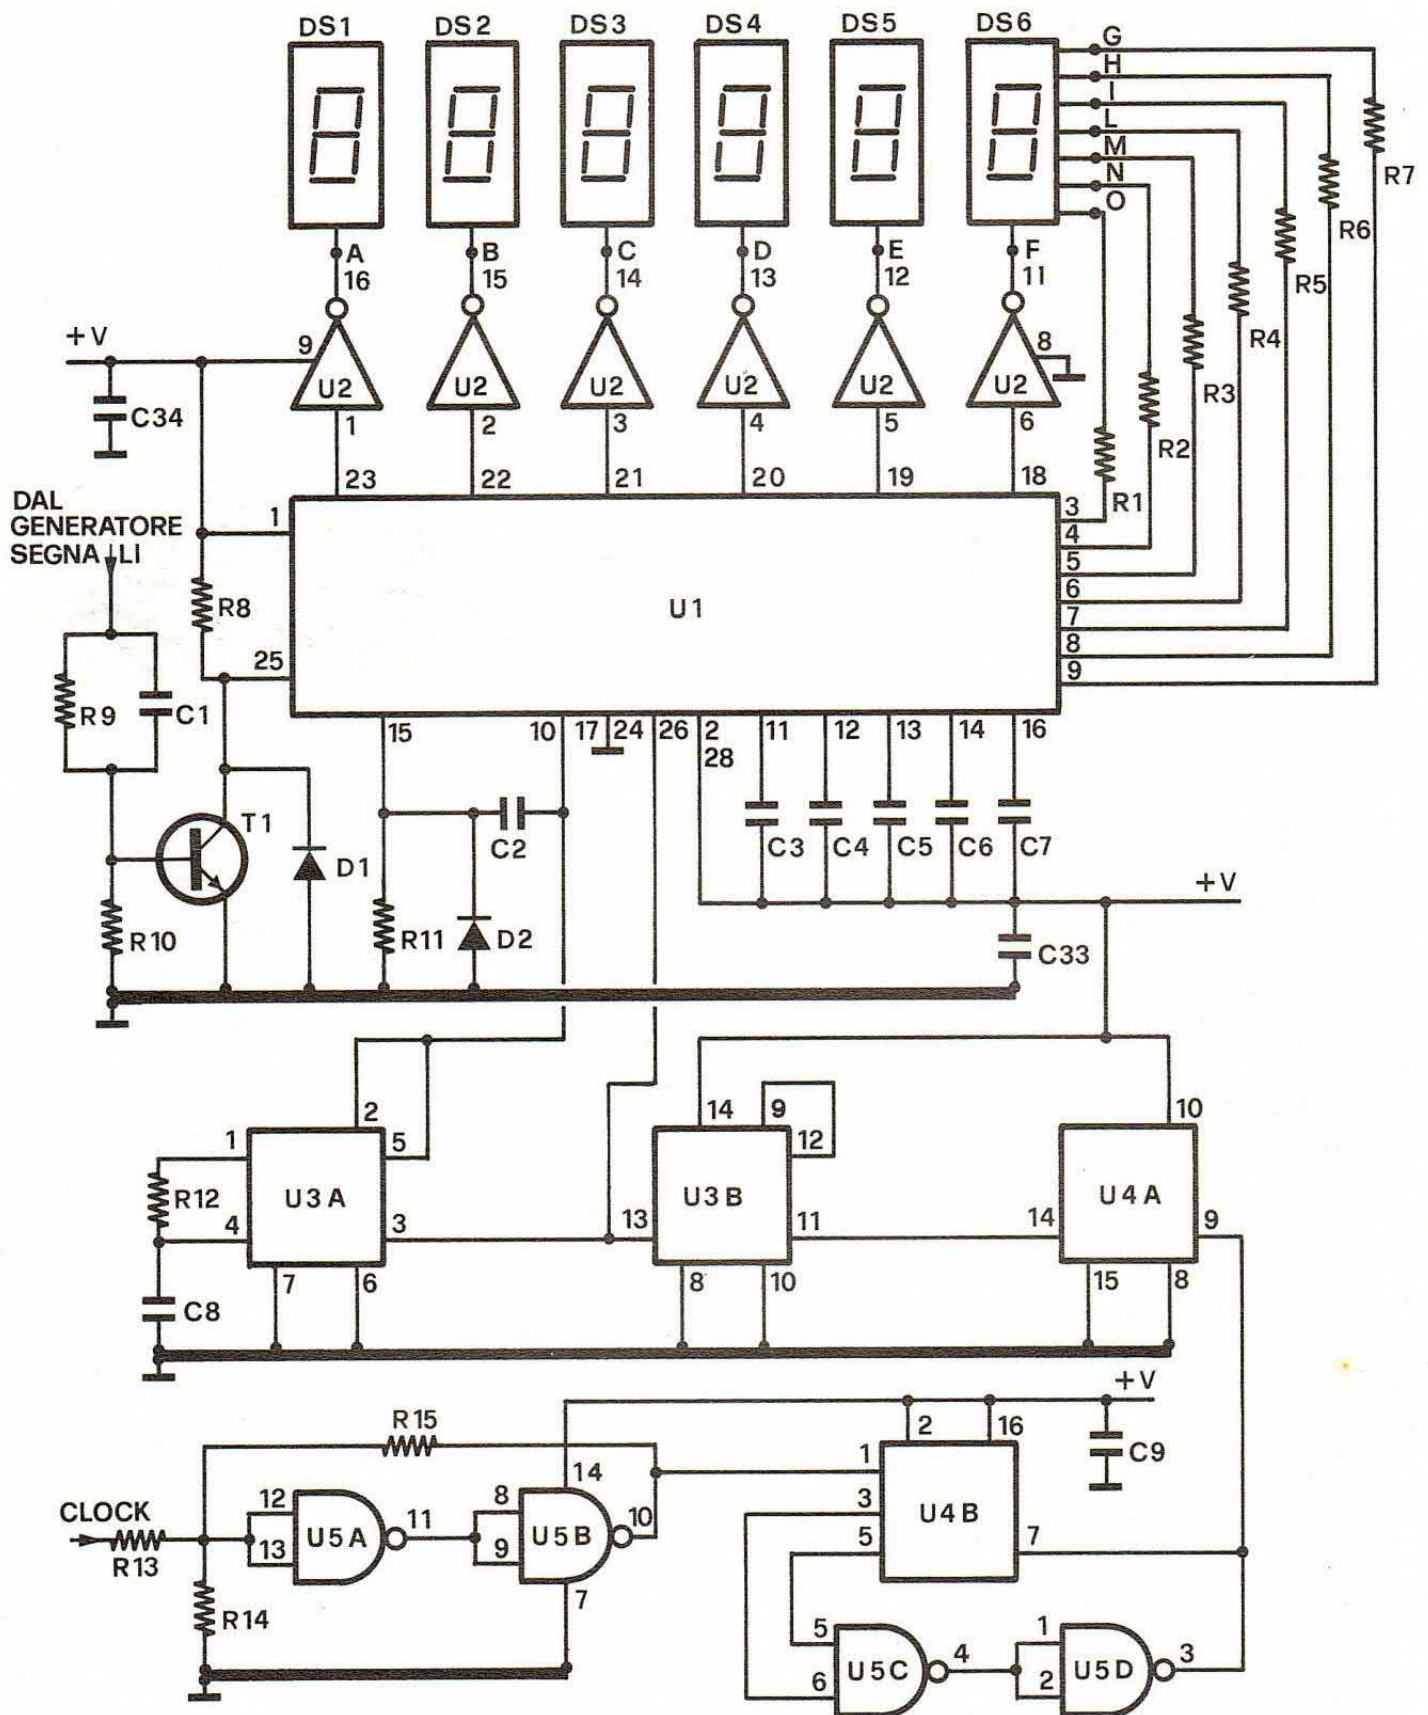 DS1 DS2 DS3 DS4 DS5 DS6
G
H
I
L
M
N
O
R7
R6
R5
R4
R3
R2
R1
A B C D E F
16 15 14 13 12 11
+V
9 8
U2 U2 U2 U2 U2 U2
C34
1 2 3 4 5 6
23 22 21 20 19 18
DAL
GENERATORE
SEGNALI
1
R8
25
U1
3
4
5
6
7
8
9
R9 C1
15 10 17 24 26 2 11 12 13 14 16
28
T1
D1
C2
C3 C4 C5 C6 C7
+V
R10
R11 D2
C33
2
14 9
12
10
1 5
R12
U3A
4 3
7 6
C8
U3B
13 11
8 10
U4A
14 9
15 8
+V
R15
2 16
C9
14
1
3
5
U4B
7
CLOCK
R13
12
13
U5A
11
8
9
U5B
10
7
R14
5
6
U5C
4
1
2
U5D
3